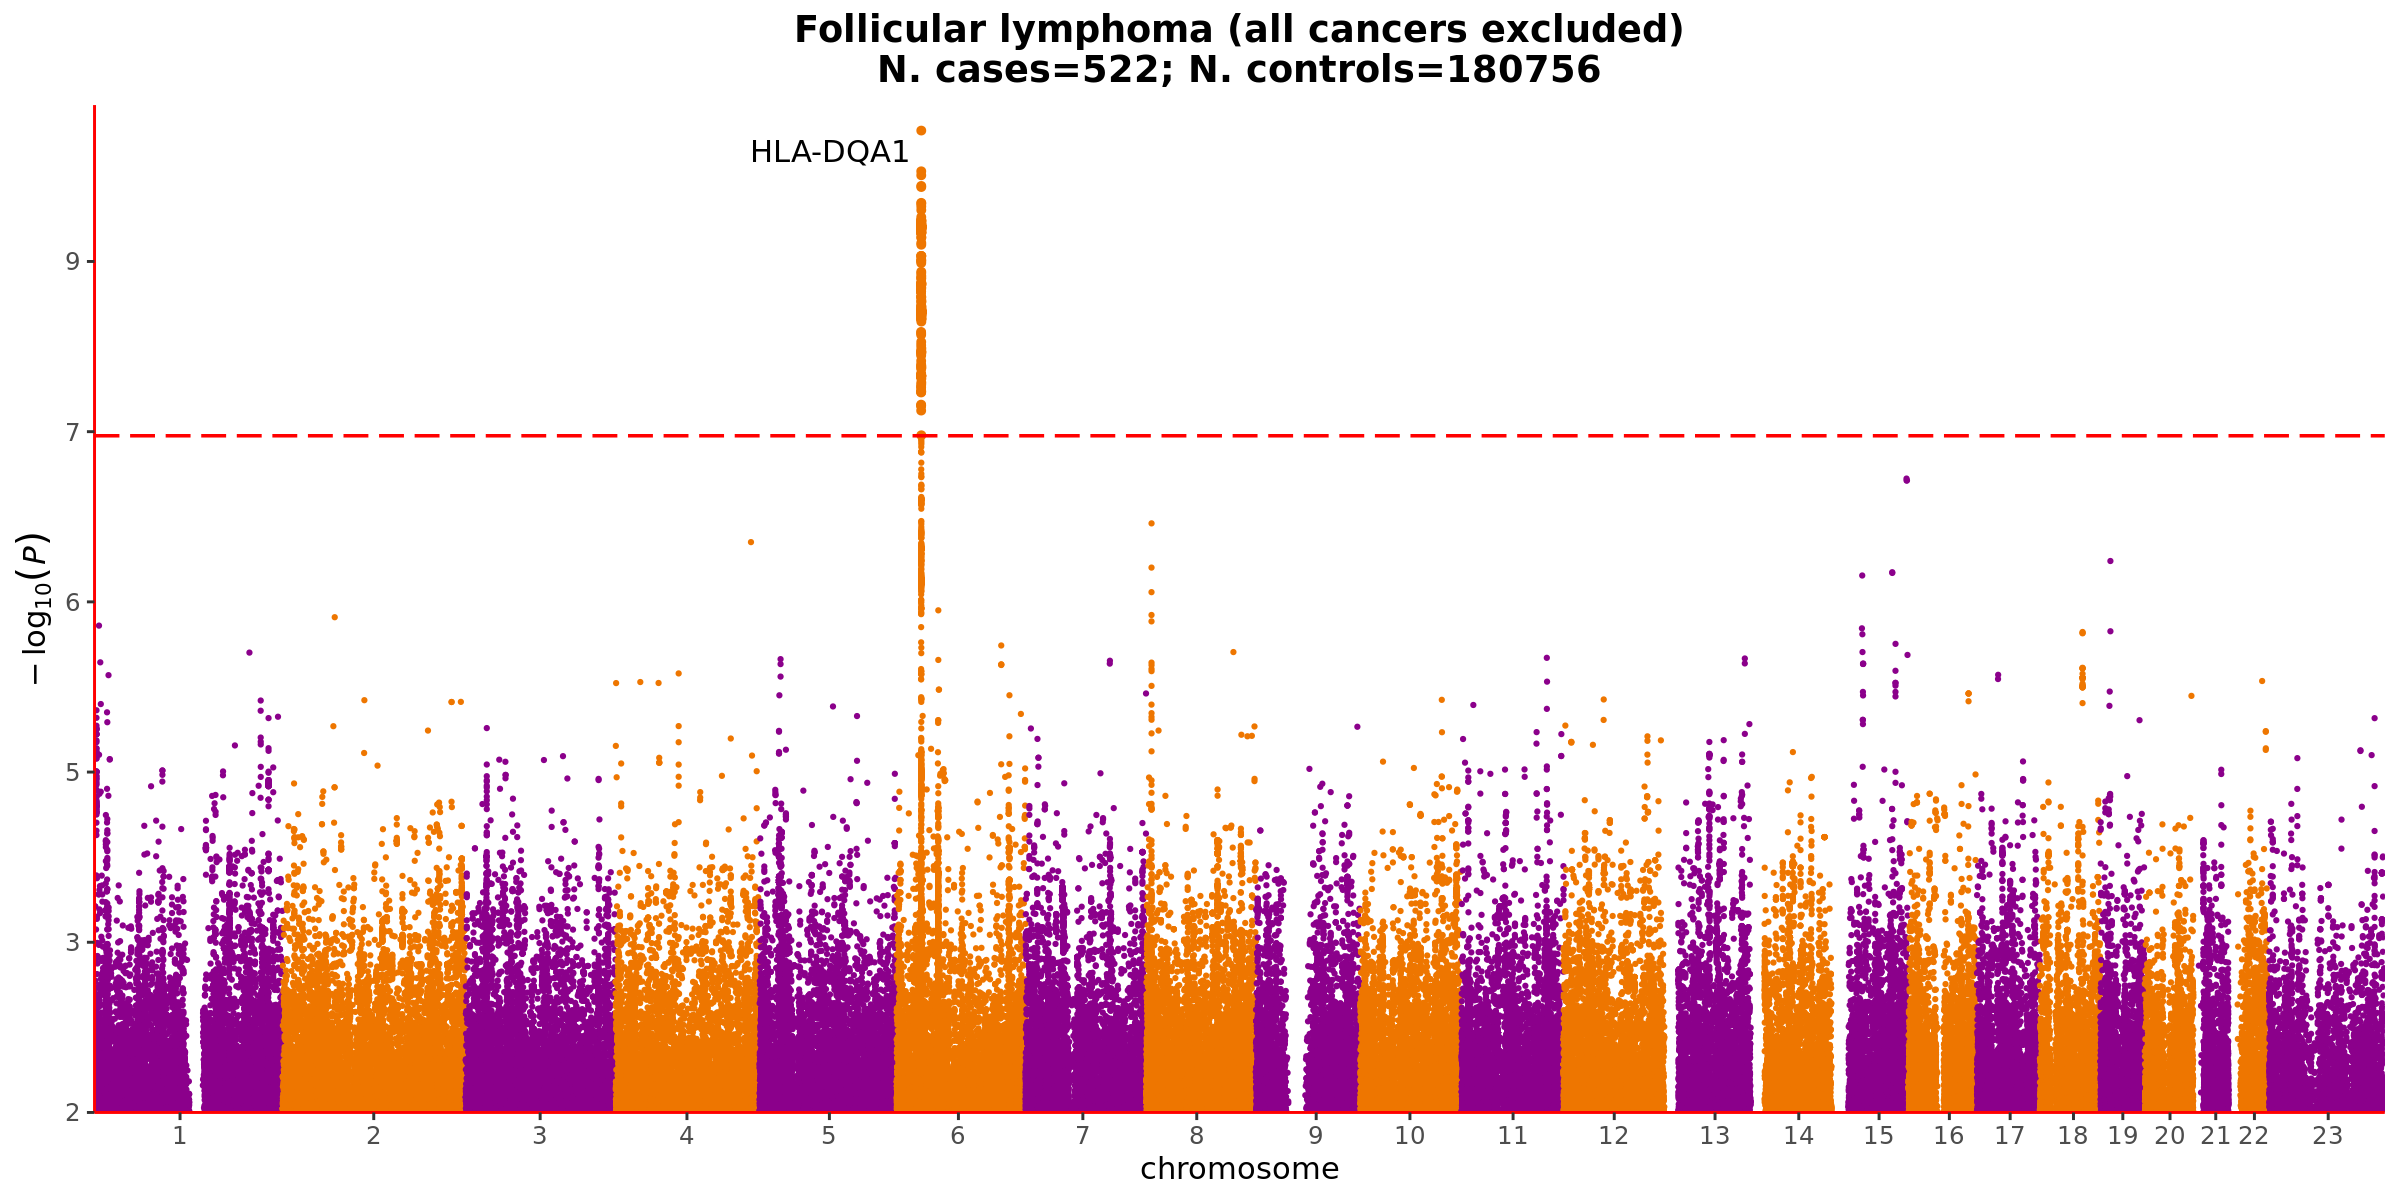 Follicular lymphoma (all cancers excluded)
N. cases=522; N. controls=180756
HLA-DQA1
9
7
6
5
3
2
−log₁₀(P)
1 2 3 4 5 6 7 8 9 10 11 12 13 14 15 16 17 18 19 20 21 22 23
chromosome